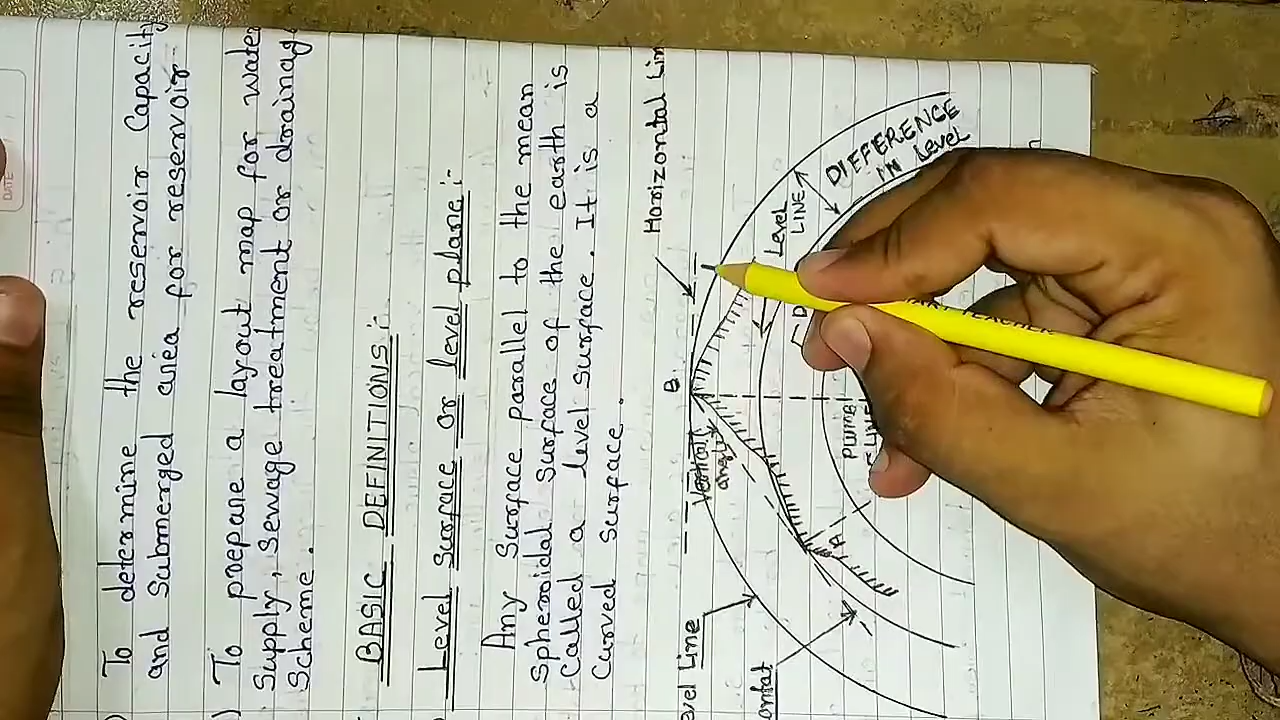 To determine the reservoir Capacity
and Submerged area for reservoir
To prepare a layout map for water
Supply, sewage treatment or drainage
Scheme.
BASIC DEFINITIONS:-
Level surface or level plane:-
Any surface parallel to the mean
spheroidal surface of the earth is
Called a level surface. It is a
Curved surface.
Horizontal Lin
B
Vertical
angle
Level
LINE
DIFFERENCE
IN Level
D
PLUMB
LINE
A
evel Line
DATE